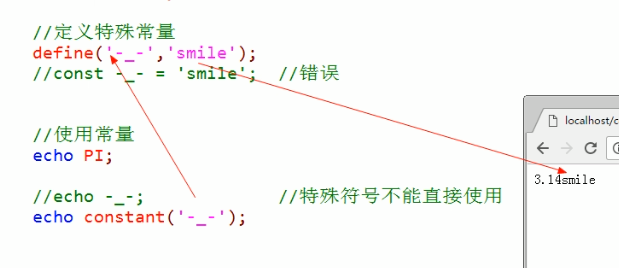 //定义特殊常量
define('-_-','smile');
//const -_- = 'smile'; //错误
//使用常量
echo PI;
//echo -_-; //特殊符号不能直接使用
echo constant('-_-');
localhost/c
3.14smile